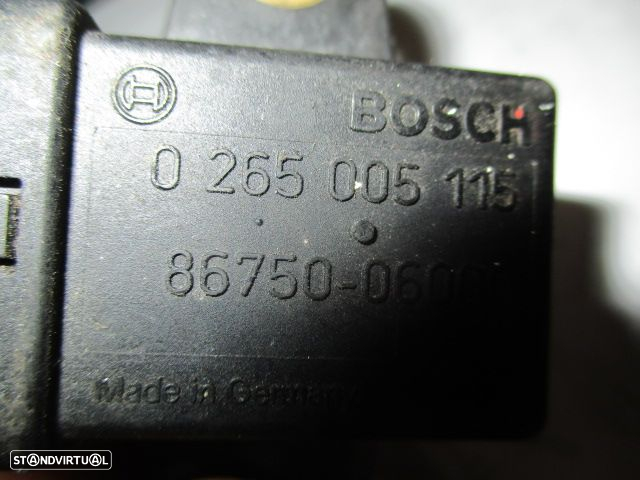 BOSCH
0 265 005 115
Made in Germany
STANDVIRTUAL